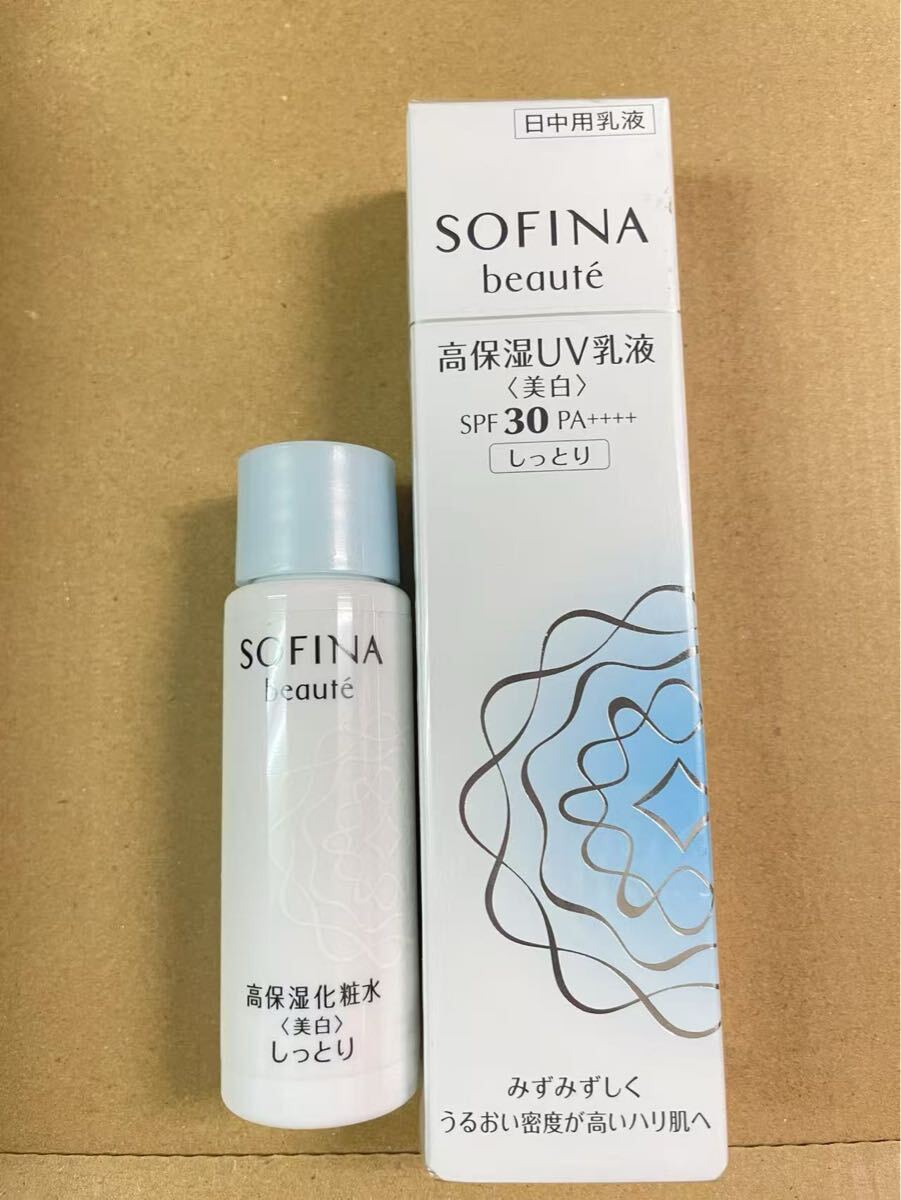 日中用乳液
SOFINA
beauté
高保湿UV乳液
〈美白〉
SPF 30 PA++++
しっとり
みずみずしく
うるおい密度が高いハリ肌へ
SOFINA
beauté
高保湿化粧水
〈美白〉
しっとり